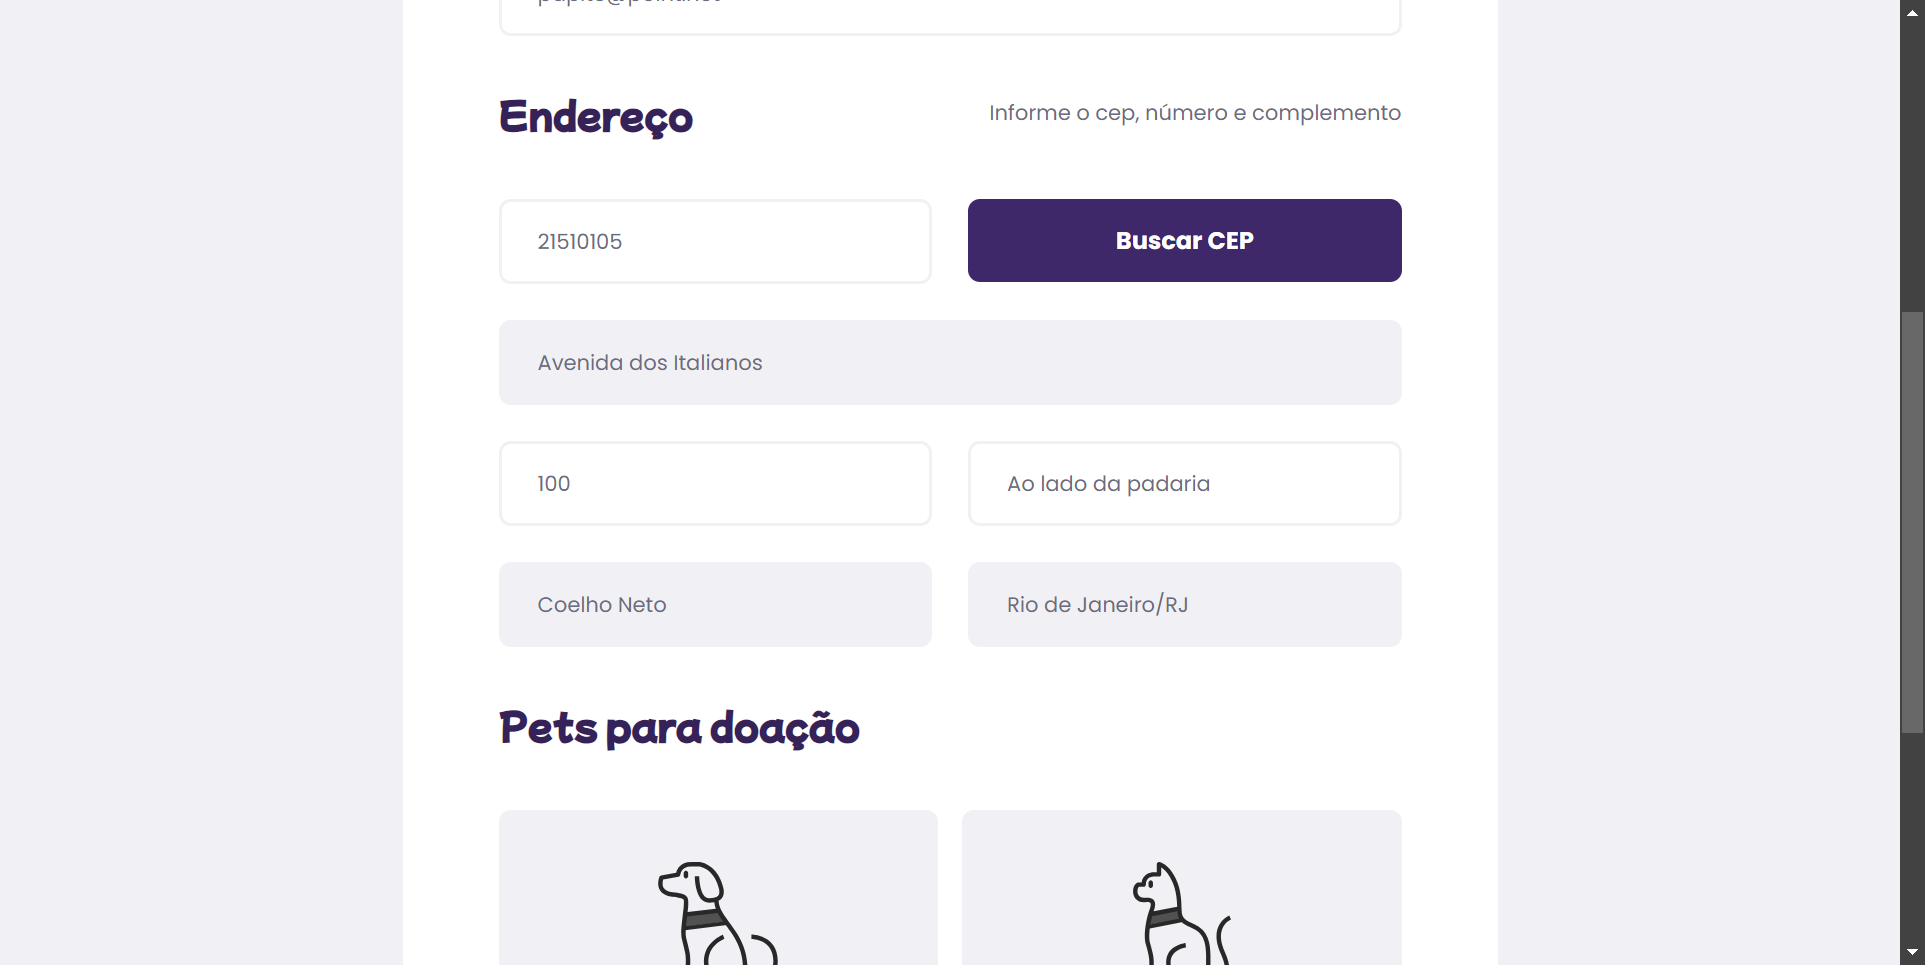 Endereço
Informe o cep, número e complemento
21510105
Buscar CEP
Avenida dos Italianos
100
Ao lado da padaria
Coelho Neto
Rio de Janeiro/RJ
Pets para doação